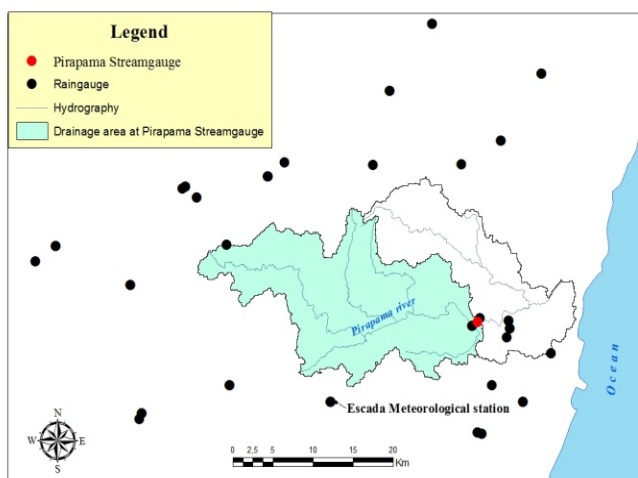 Legend
Pirapama Streamgauge
Raingauge
Hydrography
Drainage area at Pirapama Streamgauge
Pirapama river
Ocean
Escada Meteorological station
N
W E
S
0 2,5 5 10 15 20
Km